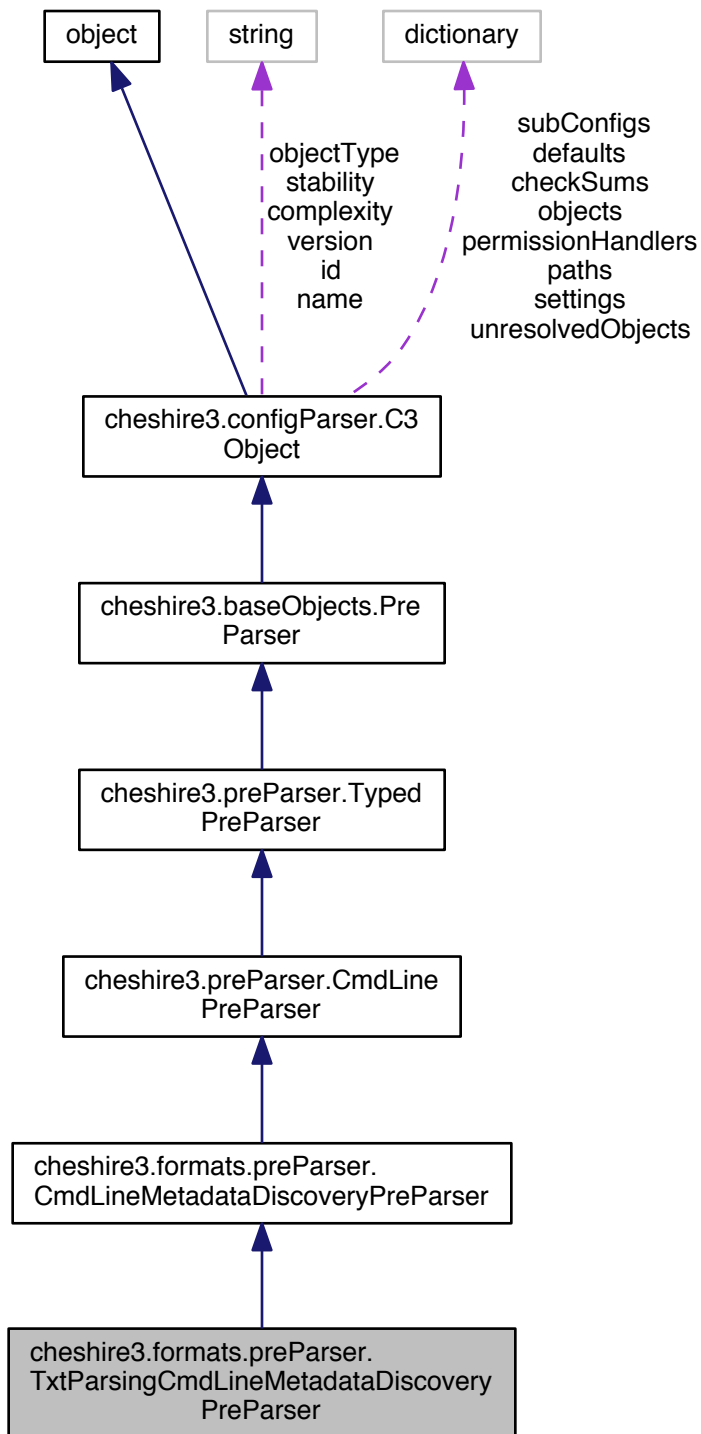 object
string
dictionary
objectType
stability
complexity
version
id
name
subConfigs
defaults
checkSums
objects
permissionHandlers
paths
settings
unresolvedObjects
cheshire3.configParser.C3
Object
cheshire3.baseObjects.Pre
Parser
cheshire3.preParser.Typed
PreParser
cheshire3.preParser.CmdLine
PreParser
cheshire3.formats.preParser.
CmdLineMetadataDiscoveryPreParser
cheshire3.formats.preParser.
TxtParsingCmdLineMetadataDiscovery
PreParser